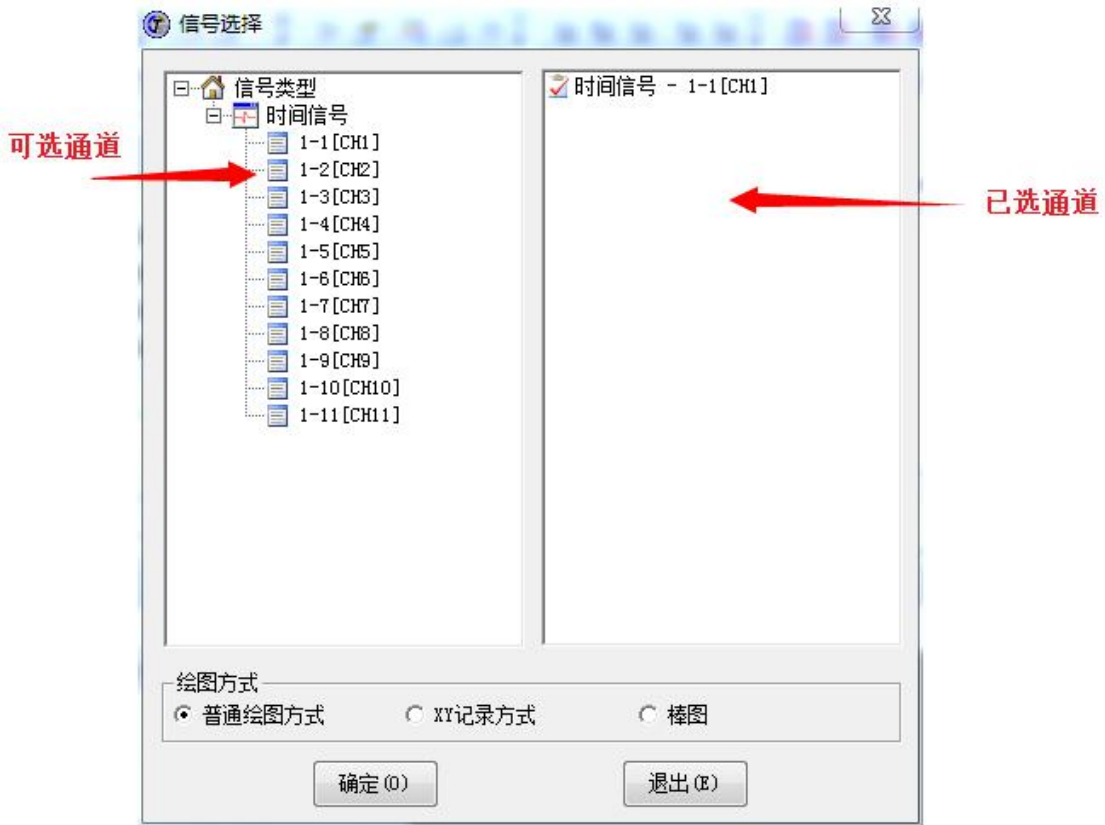 信号选择
信号类型
时间信号
1-1[CH1]
1-2[CH2]
1-3[CH3]
1-4[CH4]
1-5[CH5]
1-6[CH6]
1-7[CH7]
1-8[CH8]
1-9[CH9]
1-10[CH10]
1-11[CH11]
时间信号 - 1-1[CH1]
可选通道
已选通道
绘图方式
普通绘图方式 XY记录方式 棒图
确定(O) 退出(E)